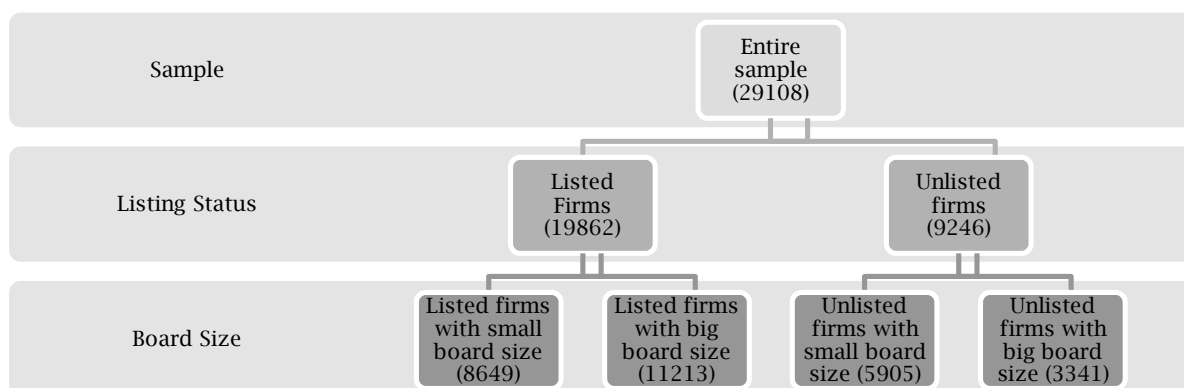 Sample
Entire
sample
(29108)
Listing Status
Listed
Firms
(19862)
Unlisted
firms
(9246)
Board Size
Listed firms
with small
board size
(8649)
Listed firms
with big
board size
(11213)
Unlisted
firms with
small board
size (5905)
Unlisted
firms with
big board
size (3341)